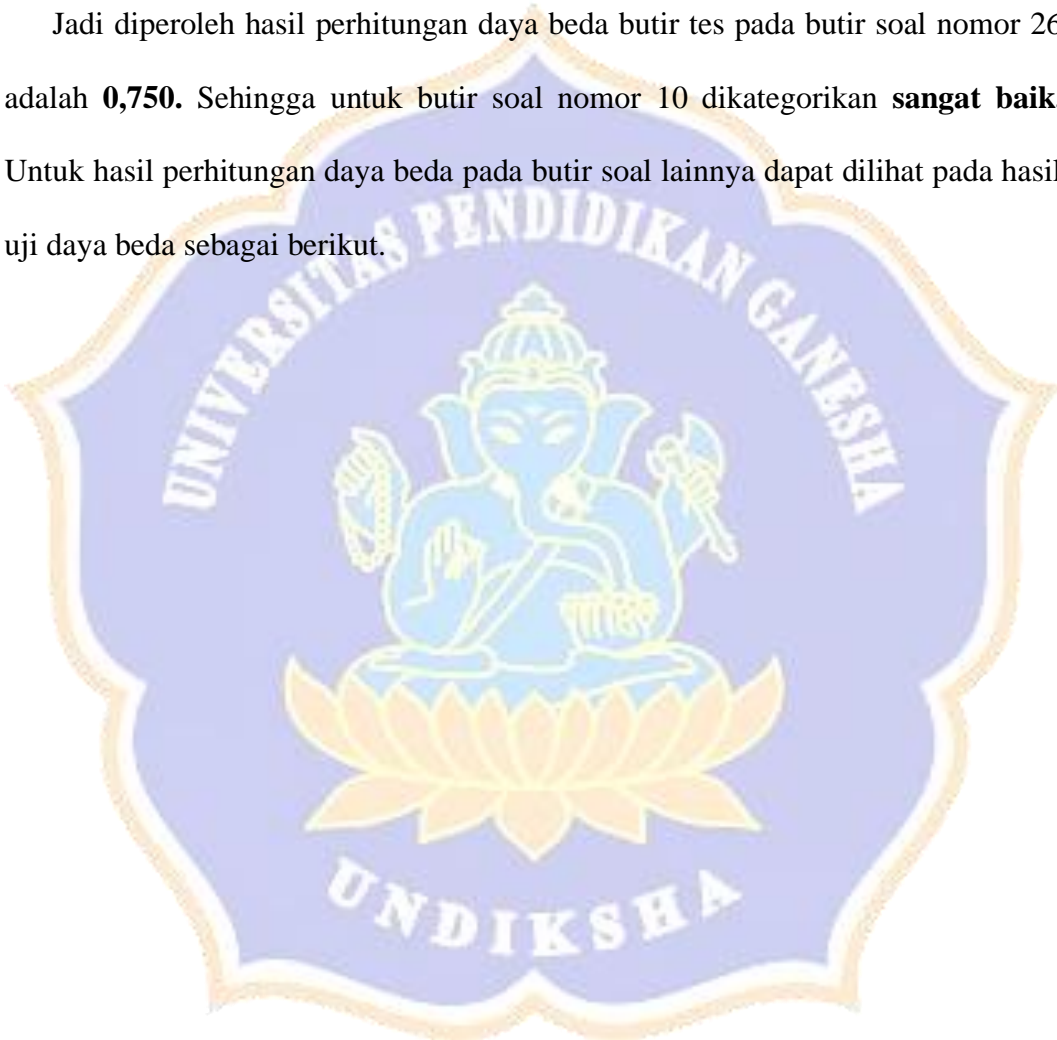 Jadi diperoleh hasil perhitungan daya beda butir tes pada butir soal nomor 26
adalah 0,750. Sehingga untuk butir soal nomor 10 dikategorikan sangat baik.
Untuk hasil perhitungan daya beda pada butir soal lainnya dapat dilihat pada hasil
uji daya beda sebagai berikut.
UNIVERSITAS PENDIDIKAN GANESHA
UNDIKSHA